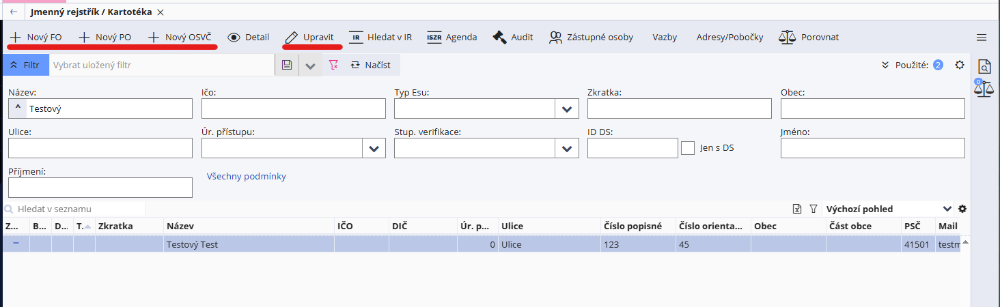 Jmenný rejstřík / Kartotéka
Nový FO Nový PO Nový OSVČ Detail Upravit IR Hledat v IR ISZR Agenda Audit Zástupné osoby Vazby Adresy/Pobočky Porovnat
Filtr Vybrat uložený filtr Načíst Použité: 2
0
Název: Ičo: Typ Esu: Zkratka: Obec:
^ Testový
Ulice: Úr. přístupu: Stup. verifikace: ID DS: Jméno:
Jen s DS
Příjmení:
Všechny podmínky
Hledat v seznamu Výchozí pohled
Z... B... D... T. Zkratka Název IČO DIČ Úr. p... Ulice Číslo popisné Číslo orienta... Obec Část obce PSČ Mail
Testový Test 0 Ulice 123 45 41501 testm